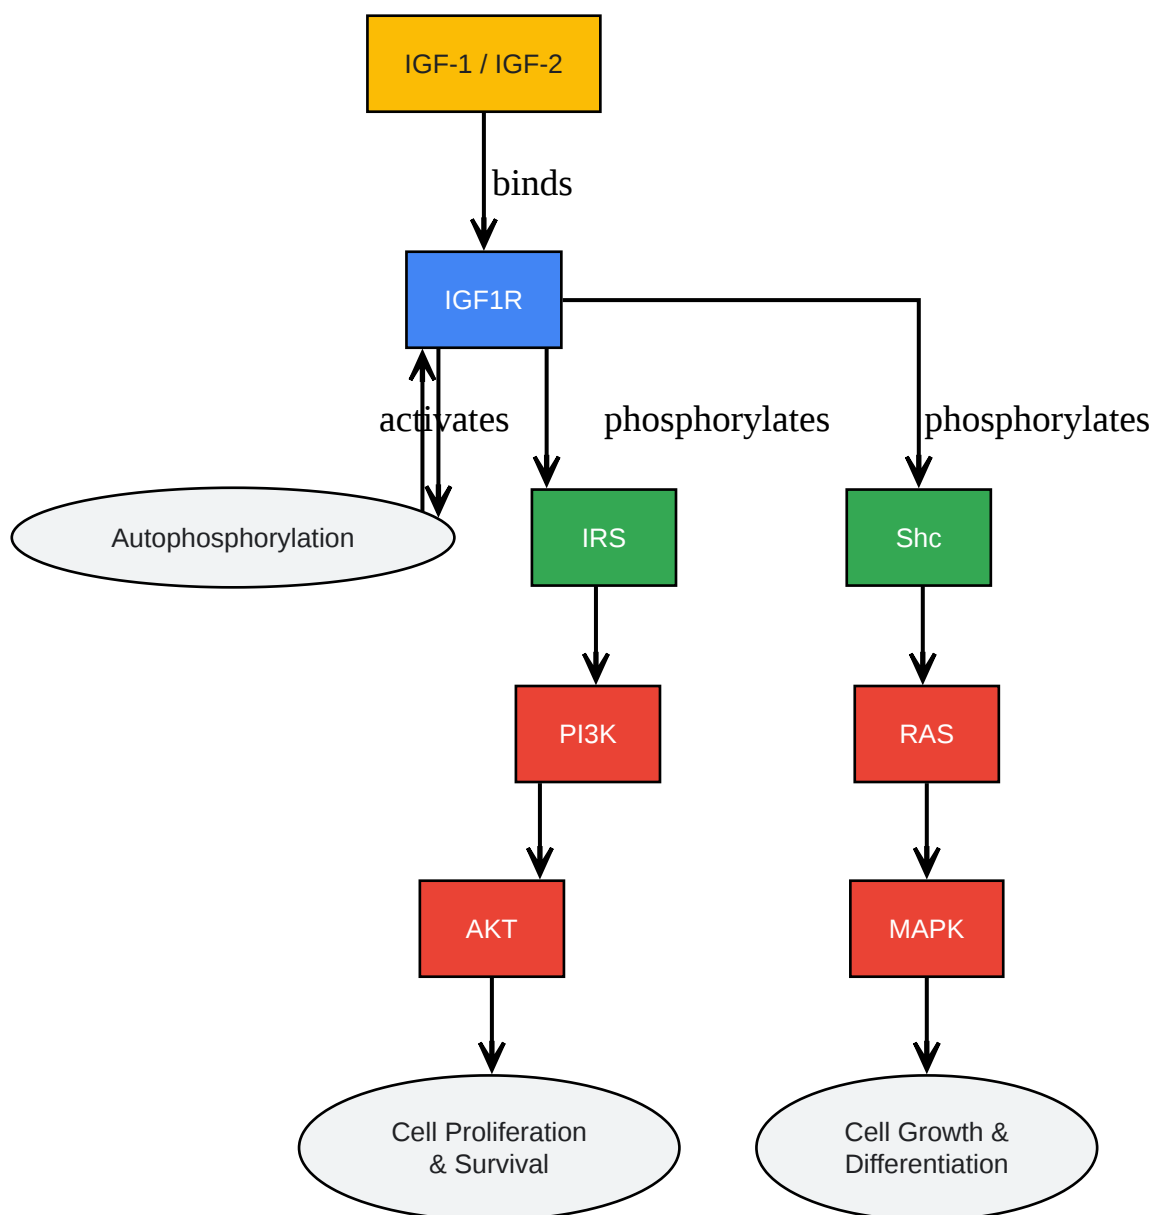 IGF-1 / IGF-2
binds
IGF1R
activates
phosphorylates
phosphorylates
Autophosphorylation
IRS
Shc
PI3K
RAS
AKT
MAPK
Cell Proliferation
& Survival
Cell Growth &
Differentiation